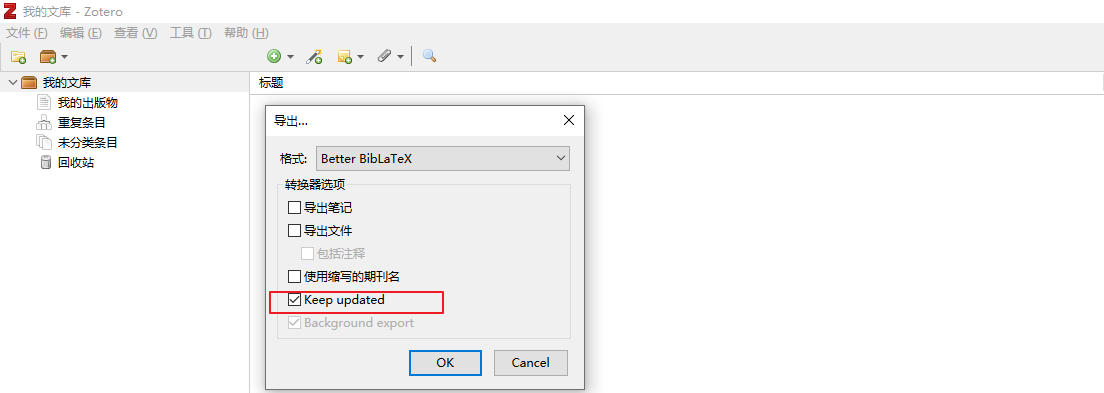 我的文库 - Zotero
文件 (F) 编辑 (E) 查看 (V) 工具 (T) 帮助 (H)
我的文库
我的出版物
重复条目
未分类条目
回收站
标题
导出...
格式: Better BibLaTeX
转换器选项
导出笔记
导出文件
包括注释
使用缩写的期刊名
Keep updated
Background export
OK Cancel